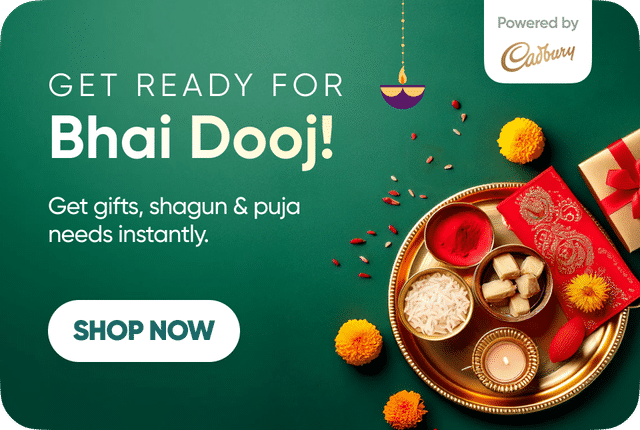 Powered by
Cadbury
GET READY FOR
Bhai Dooj!
Get gifts, shagun & puja
needs instantly.
SHOP NOW